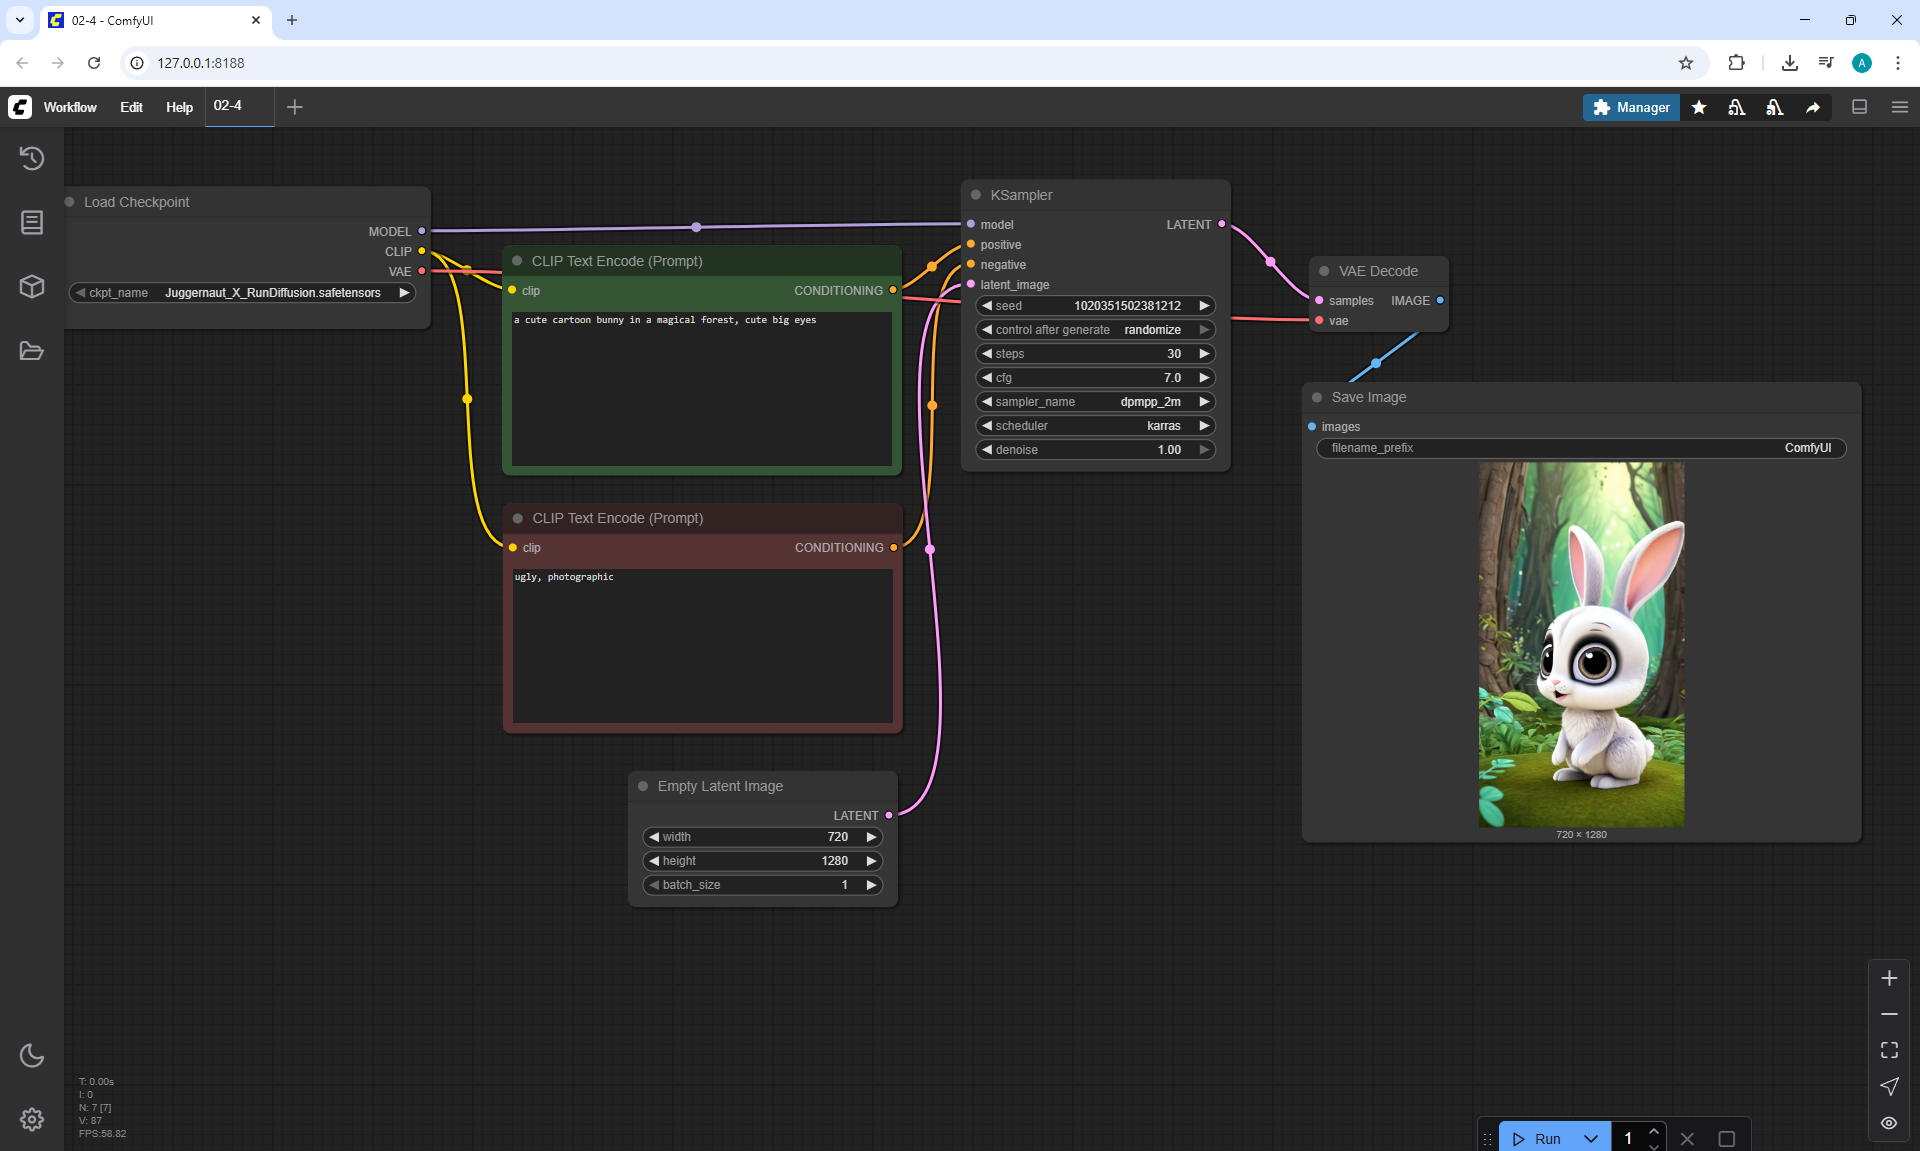 02-4 - ComfyUI
127.0.0.1:8188
A
Workflow Edit Help 02-4
Manager
Load Checkpoint
MODEL
CLIP
VAE
ckpt_name Juggernaut_X_RunDiffusion.safetensors
CLIP Text Encode (Prompt)
clip CONDITIONING
a cute cartoon bunny in a magical forest, cute big eyes
CLIP Text Encode (Prompt)
clip CONDITIONING
ugly, photographic
Empty Latent Image
LATENT
width 720
height 1280
batch_size 1
KSampler
model LATENT
positive
negative
latent_image
seed 1020351502381212
control after generate randomize
steps 30
cfg 7.0
sampler_name dpmpp_2m
scheduler karras
denoise 1.00
VAE Decode
samples IMAGE
vae
Save Image
images
filename_prefix ComfyUI
720 × 1280
T: 0.00s
I: 0
N: 7 [7]
V: 87
FPS:58.82
Run 1